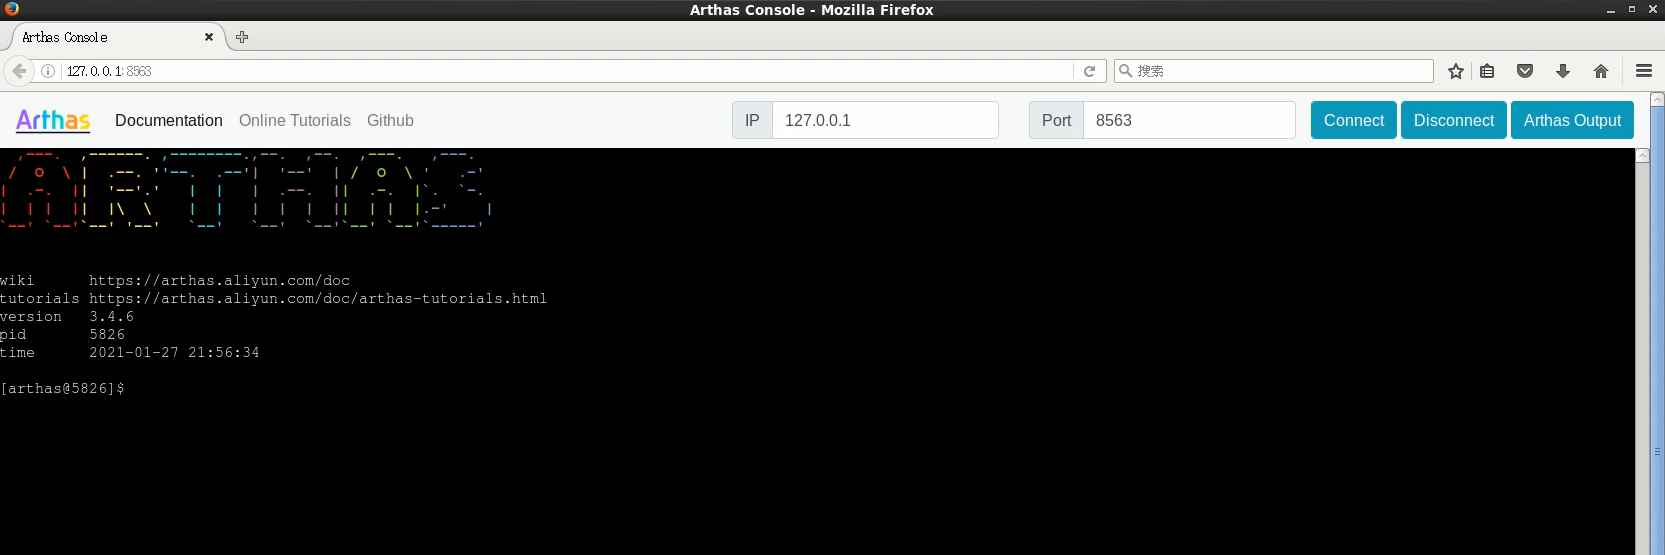 Arthas Console - Mozilla Firefox
Arthas Console
127.0.0.1:8563
搜索
Arthas Documentation Online Tutorials Github IP 127.0.0.1 Port 8563 Connect Disconnect Arthas Output
ARTHAS
wiki https://arthas.aliyun.com/doc
tutorials https://arthas.aliyun.com/doc/arthas-tutorials.html
version 3.4.6
pid 5826
time 2021-01-27 21:56:34
[arthas@5826]$